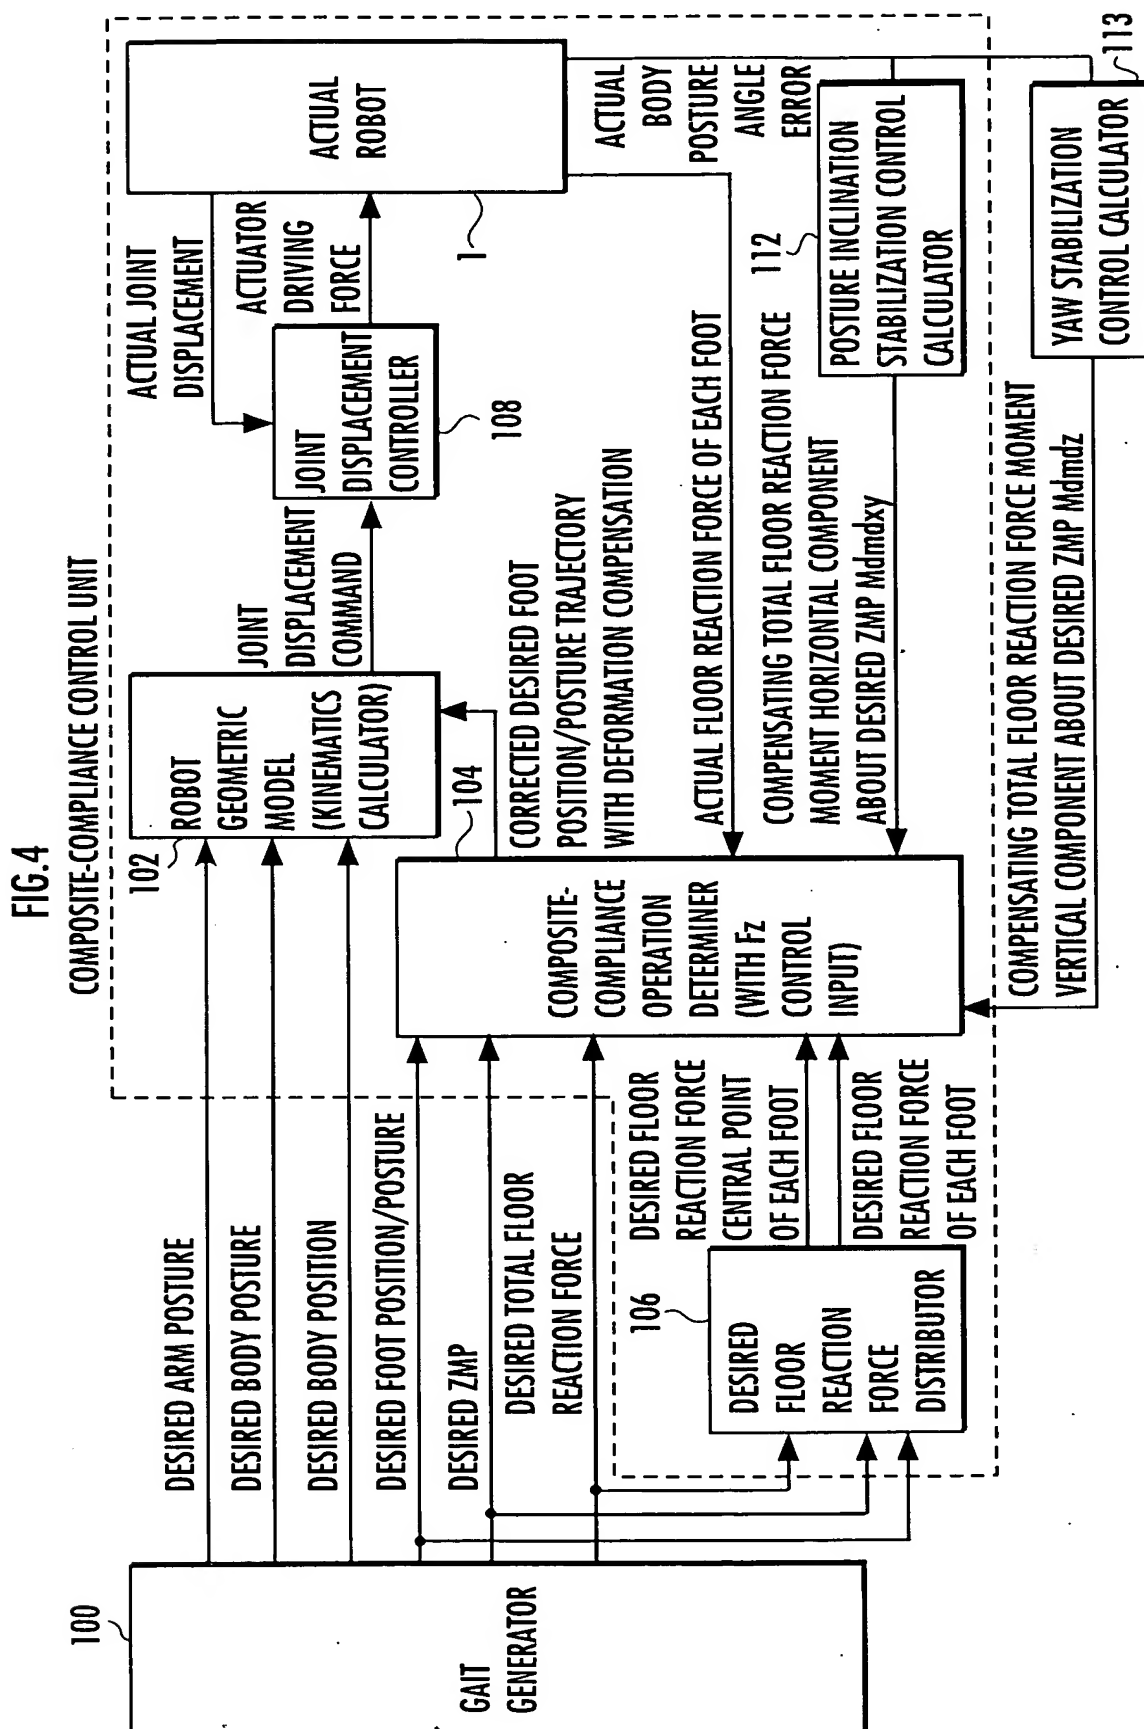 FIG.4
COMPOSITE-COMPLIANCE CONTROL UNIT
100
GAIT
GENERATOR
DESIRED ARM POSTURE
DESIRED BODY POSTURE
DESIRED BODY POSITION
DESIRED FOOT POSITION/POSTURE
DESIRED ZMP
DESIRED TOTAL FLOOR
REACTION FORCE
106
DESIRED
FLOOR
REACTION
FORCE
DISTRIBUTOR
DESIRED FLOOR
REACTION FORCE
CENTRAL POINT
OF EACH FOOT
DESIRED FLOOR
REACTION FORCE
OF EACH FOOT
102
ROBOT
GEOMETRIC
MODEL
(KINEMATICS
CALCULATOR)
104
COMPOSITE-
COMPLIANCE
OPERATION
DETERMINER
(WITH Fz
CONTROL
INPUT)
JOINT
DISPLACEMENT
COMMAND
CORRECTED DESIRED FOOT
POSITION/POSTURE TRAJECTORY
WITH DEFORMATION COMPENSATION
JOINT
DISPLACEMENT
CONTROLLER
108
ACTUAL JOINT
DISPLACEMENT
ACTUATOR
DRIVING
FORCE
ACTUAL
ROBOT
1
ACTUAL FLOOR REACTION FORCE OF EACH FOOT
ACTUAL
BODY
POSTURE
ANGLE
ERROR
COMPENSATING TOTAL FLOOR REACTION FORCE
MOMENT HORIZONTAL COMPONENT
ABOUT DESIRED ZMP Mdmdxy
112
POSTURE INCLINATION
STABILIZATION CONTROL
CALCULATOR
COMPENSATING TOTAL FLOOR REACTION FORCE MOMENT
VERTICAL COMPONENT ABOUT DESIRED ZMP Mdmdz
YAW STABILIZATION
CONTROL CALCULATOR
113